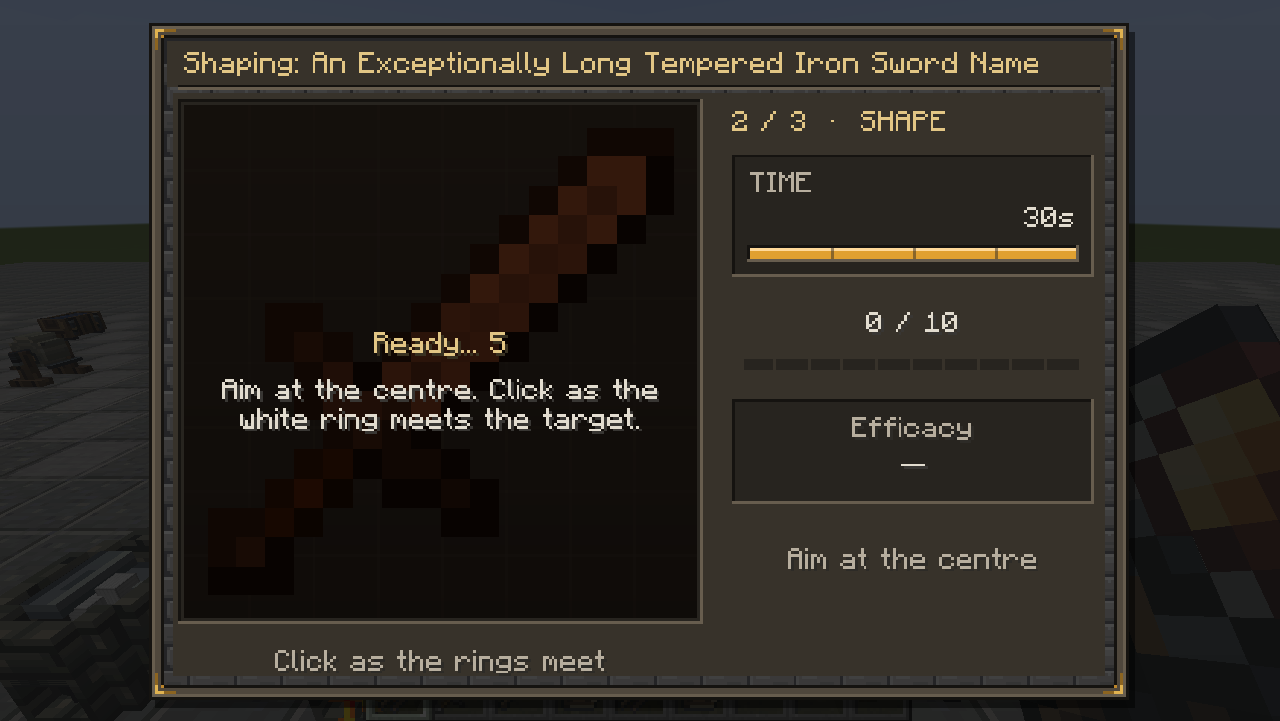 Shaping: An Exceptionally Long Tempered Iron Sword Name
2 / 3 · SHAPE
TIME
30s
0 / 10
Ready... 5
Aim at the centre. Click as the
white ring meets the target.
Efficacy
—
Aim at the centre
Click as the rings meet